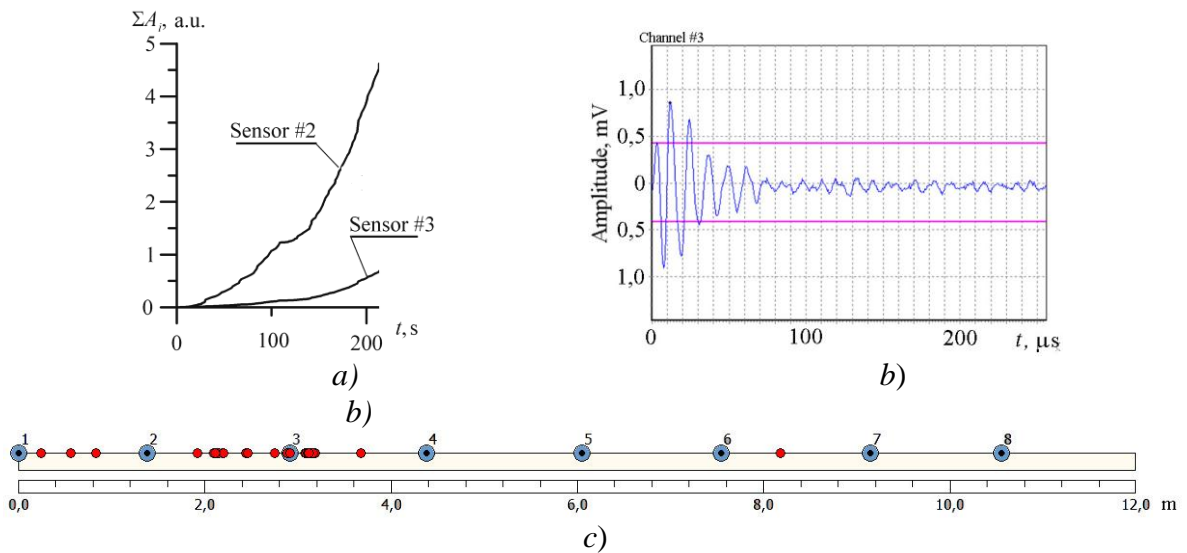 ΣA_i, a.u.
5
4
3
2
1
0
Sensor #2
Sensor #3
0 100 200 t, s
a)
Channel #3
1,0
0,5
0
0,5
1,0
Amplitude, mV
0 100 200 t, μs
b)
b)
1 2 3 4 5 6 7 8
0,0 2,0 4,0 6,0 8,0 10,0 12,0 m
c)